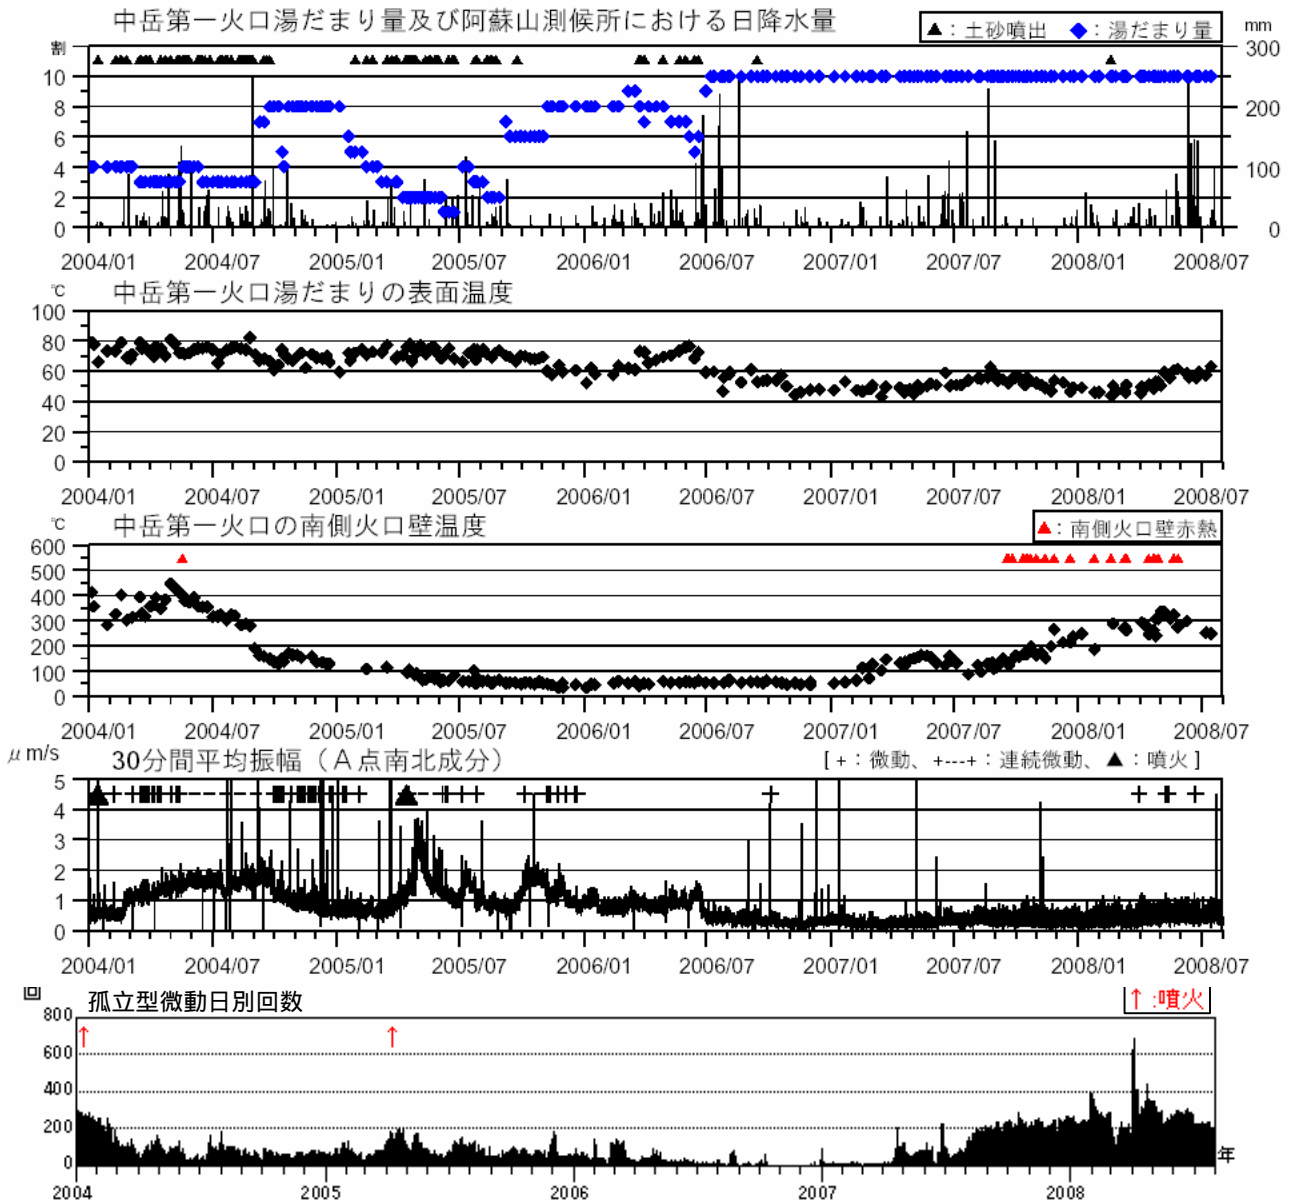 中岳第一火口湯だまり量及び阿蘇山測候所における日降水量
▲：土砂噴出 ◆：湯だまり量
割
mm
10
8
6
4
2
0
300
200
100
0
2004/01 2004/07 2005/01 2005/07 2006/01 2006/07 2007/01 2007/07 2008/01 2008/07
℃
中岳第一火口湯だまりの表面温度
100
80
60
40
20
0
2004/01 2004/07 2005/01 2005/07 2006/01 2006/07 2007/01 2007/07 2008/01 2008/07
℃
中岳第一火口の南側火口壁温度
▲：南側火口壁赤熱
600
500
400
300
200
100
0
2004/01 2004/07 2005/01 2005/07 2006/01 2006/07 2007/01 2007/07 2008/01 2008/07
μm/s
30分間平均振幅（A点南北成分）
[ +：微動、+---+：連続微動、▲：噴火 ]
5
4
3
2
1
0
2004/01 2004/07 2005/01 2005/07 2006/01 2006/07 2007/01 2007/07 2008/01 2008/07
回
孤立型微動日別回数
↑:噴火
800
600
400
200
0
年
2004 2005 2006 2007 2008